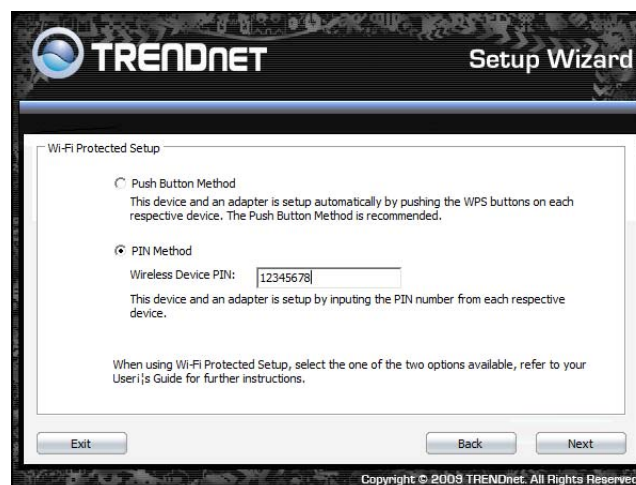 TRENDNET
Setup Wizard
Wi-Fi Protected Setup
Push Button Method
This device and an adapter is setup automatically by pushing the WPS buttons on each
respective device. The Push Button Method is recommended.
PIN Method
Wireless Device PIN: 12345678
This device and an adapter is setup by inputing the PIN number from each respective
device.
When using Wi-Fi Protected Setup, select the one of the two options available, refer to your
Useri¦s Guide for further instructions.
Exit
Back
Next
Copyright © 2009 TRENDnet. All Rights Reserved